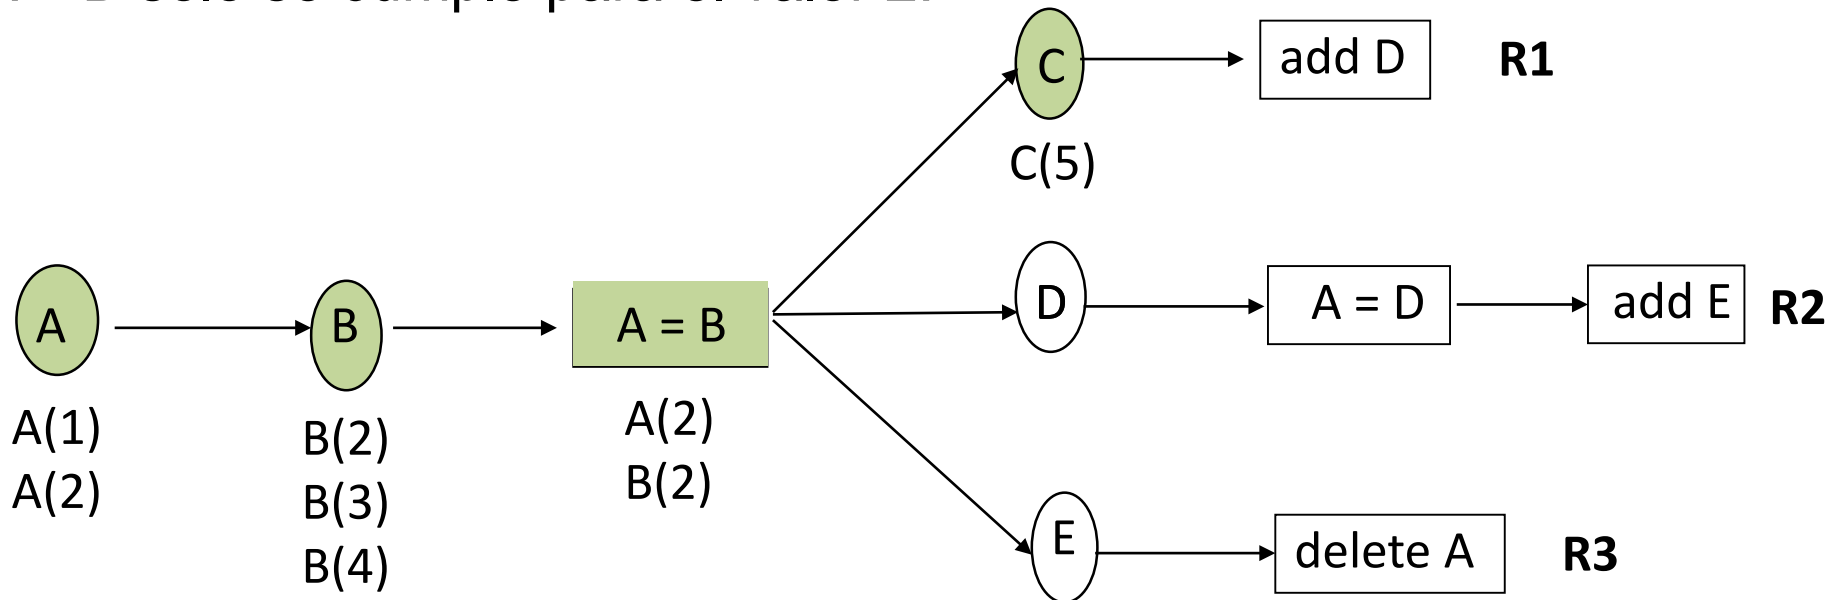 C
add D
R1
C(5)
A
B
A = B
D
A = D
add E
R2
A(1)
A(2)
B(2)
B(3)
B(4)
A(2)
B(2)
E
delete A
R3